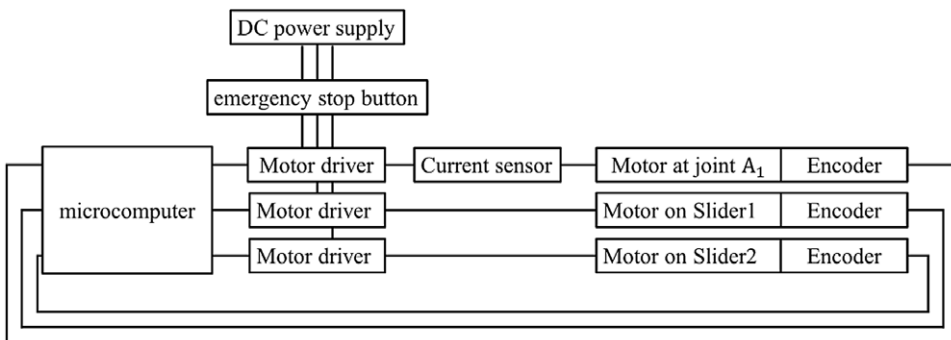 DC power supply
emergency stop button
Motor driver Current sensor Motor at joint A₁ Encoder
microcomputer Motor driver Motor on Slider1 Encoder
Motor driver Motor on Slider2 Encoder